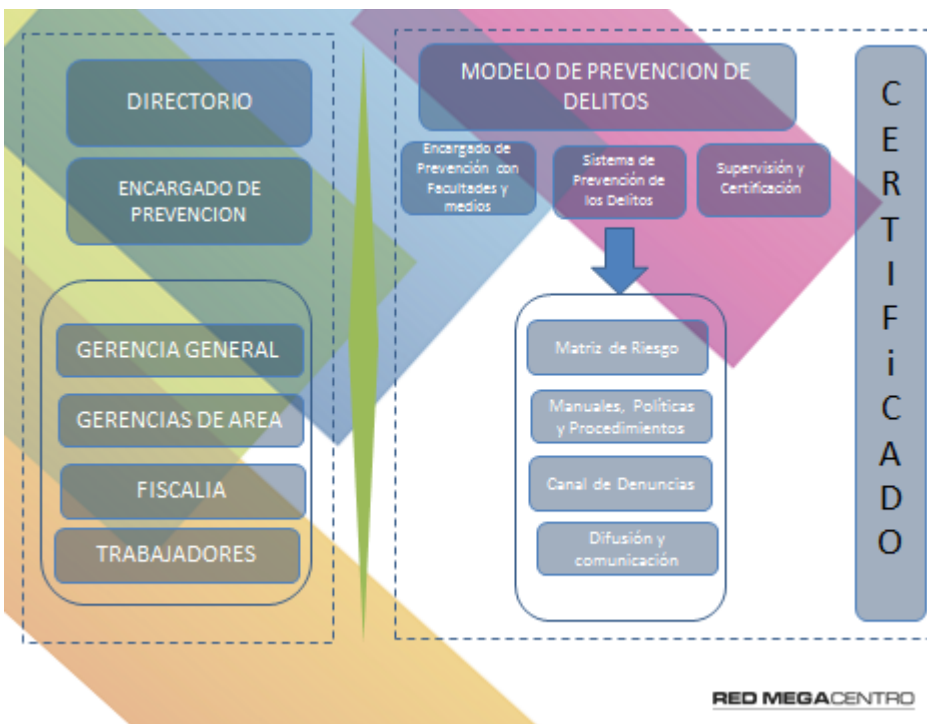 DIRECTORIO
ENCARGADO DE
PREVENCION
GERENCIA GENERAL
GERENCIAS DE AREA
FISCALIA
TRABAJADORES
MODELO DE PREVENCION DE
DELITOS
Encargado de
Prevención con
Facultades y
medios
Sistema de
Prevención de
los Delitos
Supervisión y
Certificación
Matriz de Riesgo
Manuales, Políticas
y Procedimientos
Canal de Denuncias
Difusión y
comunicación
C
E
R
T
I
F
i
C
A
D
O
RED MEGACENTRO